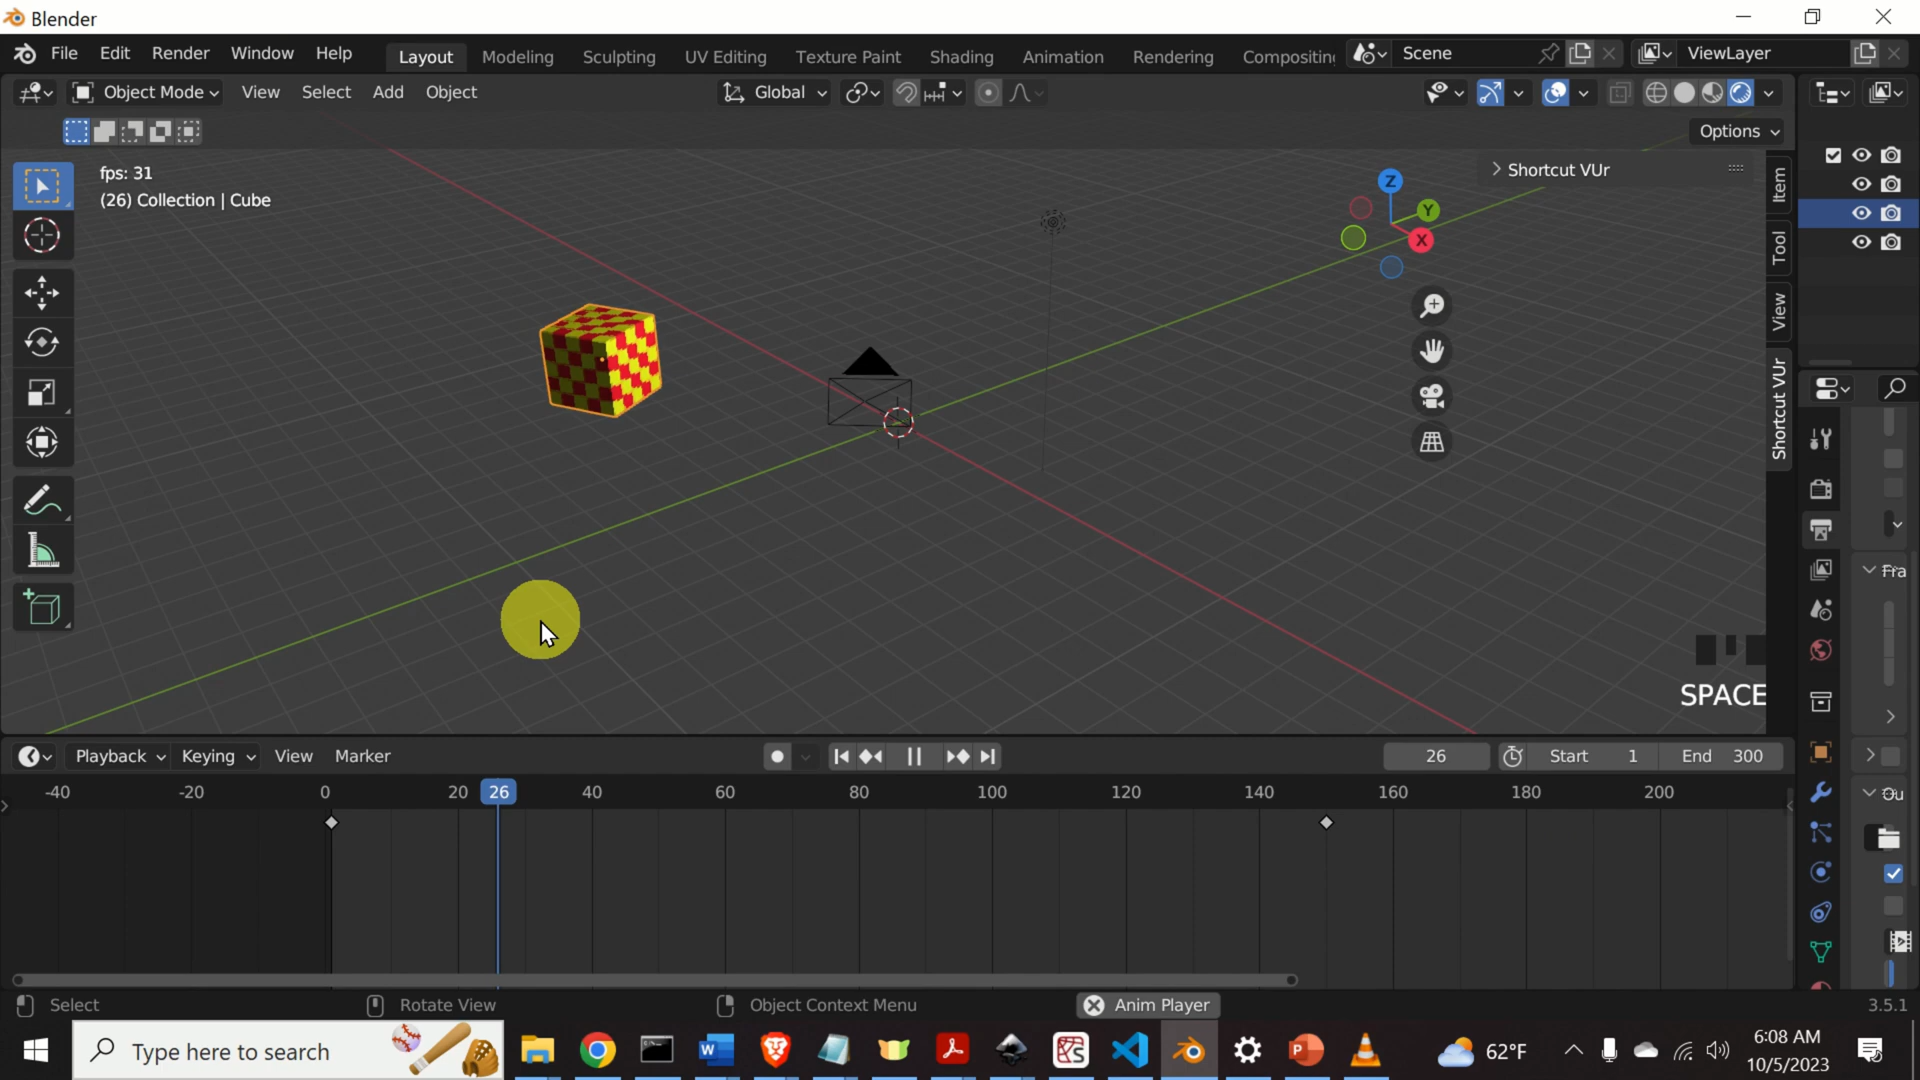 Blender
File Edit Render Window Help Layout Modeling Sculpting UV Editing Texture Paint Shading Animation Rendering Compositing Scene ViewLayer
Object Mode View Select Add Object Global
Options
fps: 31
(26) Collection | Cube
Shortcut VUr
Z
Y
X
Item
Tool
View
Shortcut VUr
SPACE
Fra
Playback Keying View Marker 26 Start 1 End 300
-40 -20 0 20 26 40 60 80 100 120 140 160 180 200
Ou
Select Rotate View Object Context Menu Anim Player 3.5.1
Type here to search 62°F 6:08 AM
10/5/2023